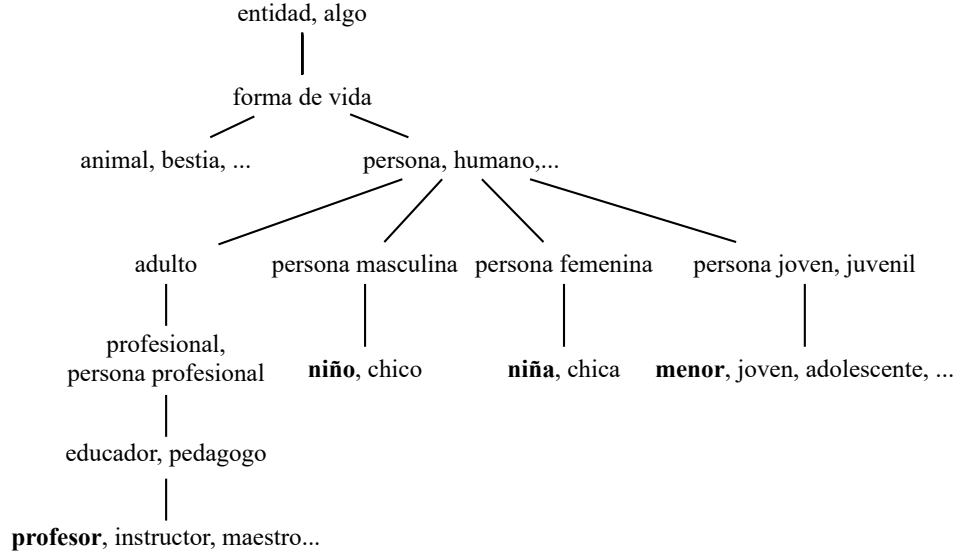 entidad, algo
forma de vida
animal, bestia, ...
persona, humano,...
adulto
persona masculina
persona femenina
persona joven, juvenil
profesional,
persona profesional
niño, chico
niña, chica
menor, joven, adolescente, ...
educador, pedagogo
profesor, instructor, maestro...